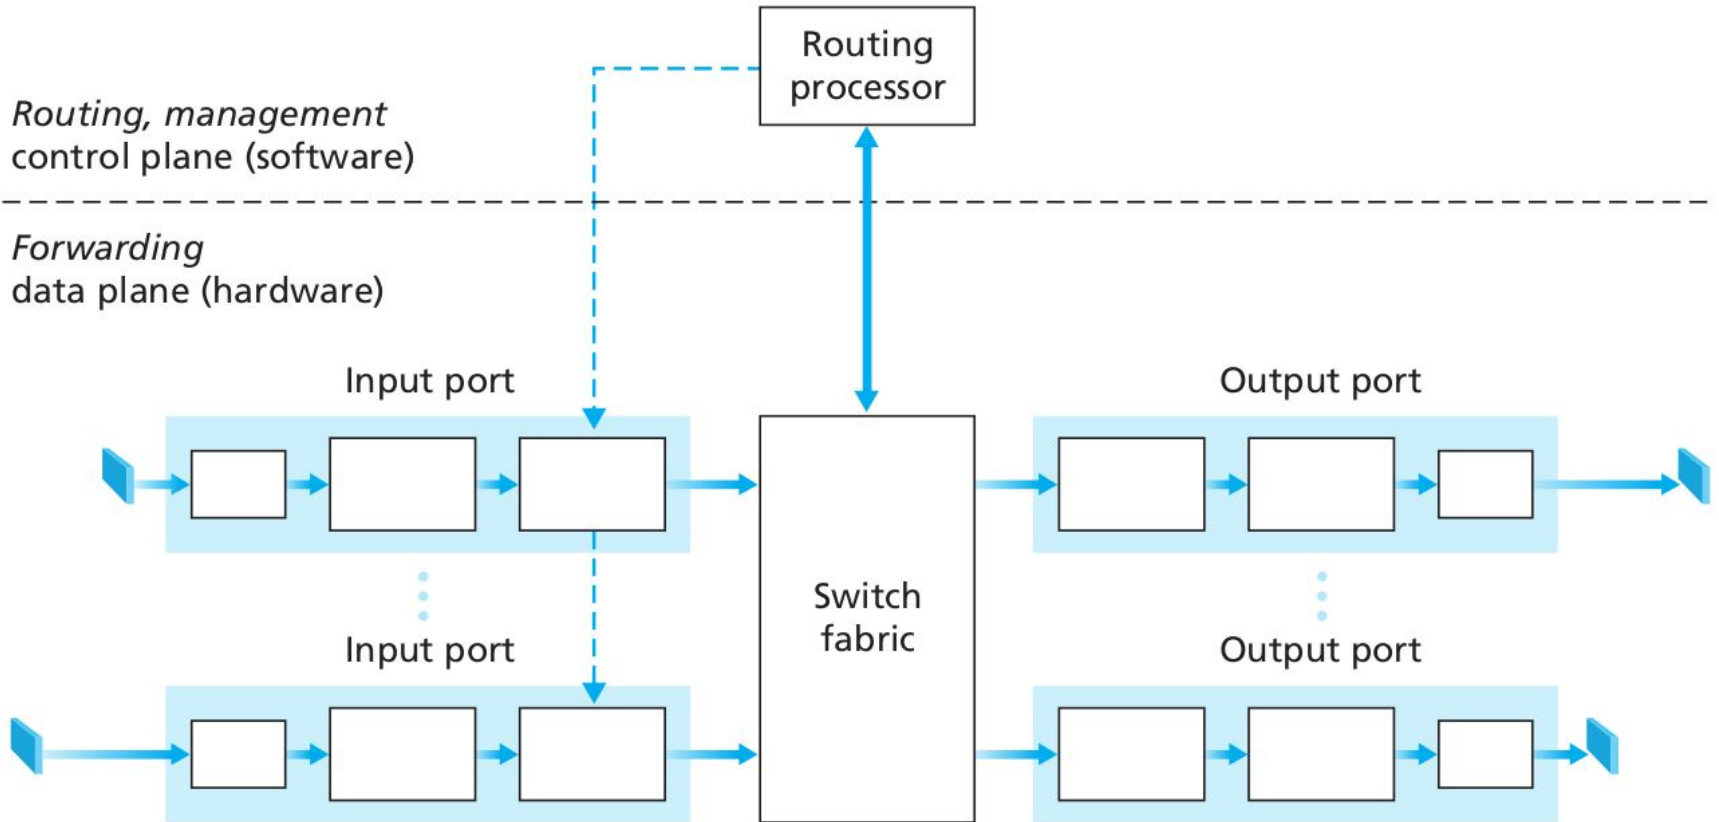 Routing
processor
Routing, management
control plane (software)
Forwarding
data plane (hardware)
Input port
Output port
Switch
fabric
Input port
Output port